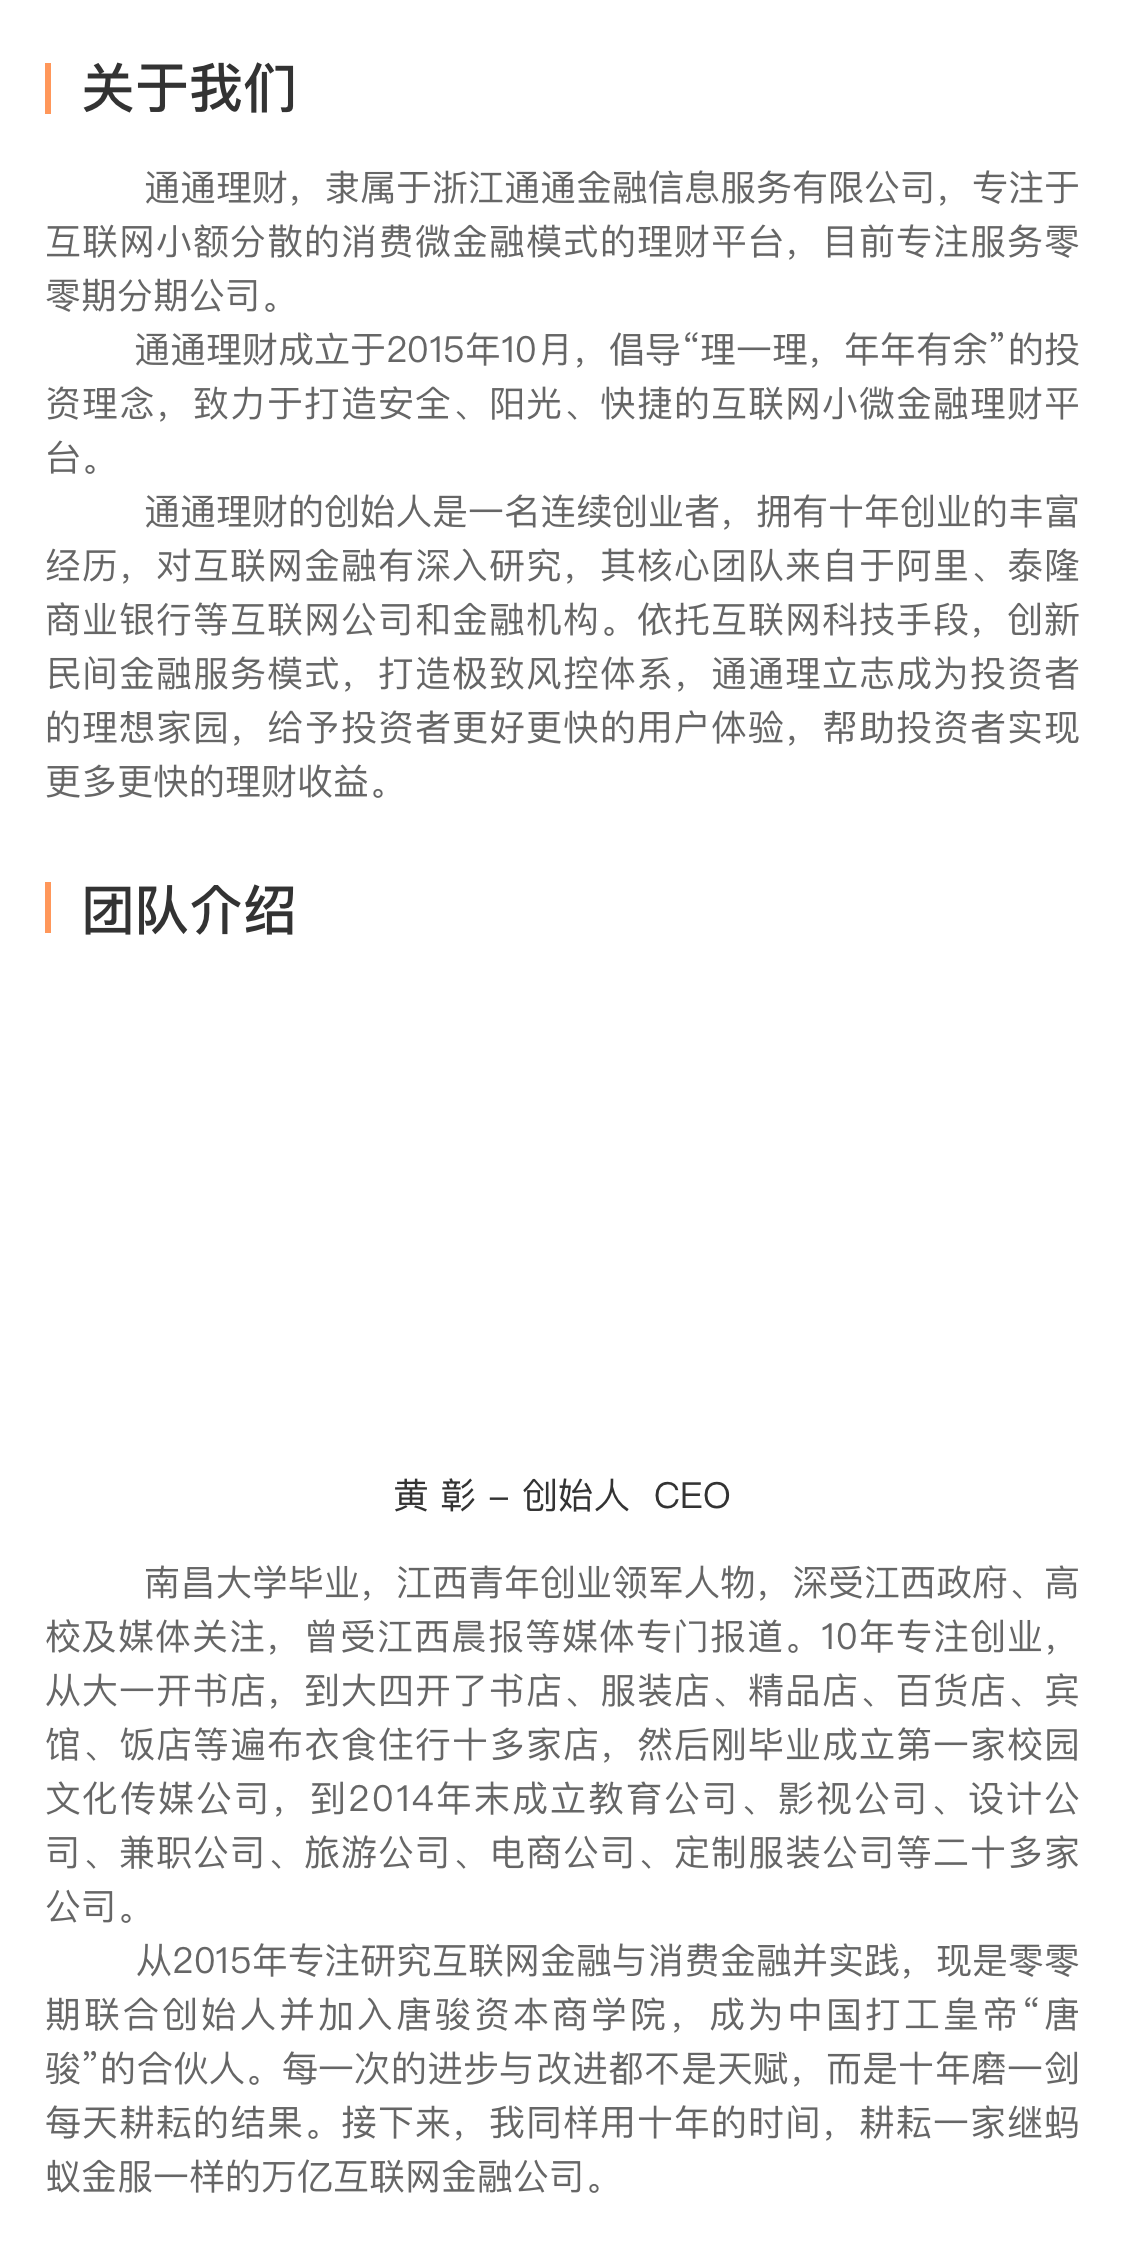 关于我们
通通理财，隶属于浙江通通金融信息服务有限公司，专注于
互联网小额分散的消费微金融模式的理财平台，目前专注服务零
零期分期公司。
通通理财成立于2015年10月，倡导“理一理，年年有余”的投
资理念，致力于打造安全、阳光、快捷的互联网小微金融理财平
台。
通通理财的创始人是一名连续创业者，拥有十年创业的丰富
经历，对互联网金融有深入研究，其核心团队来自于阿里、泰隆
商业银行等互联网公司和金融机构。依托互联网科技手段，创新
民间金融服务模式，打造极致风控体系，通通理立志成为投资者
的理想家园，给予投资者更好更快的用户体验，帮助投资者实现
更多更快的理财收益。
团队介绍
黄 彰 – 创始人 CEO
南昌大学毕业，江西青年创业领军人物，深受江西政府、高
校及媒体关注，曾受江西晨报等媒体专门报道。10年专注创业，
从大一开书店，到大四开了书店、服装店、精品店、百货店、宾
馆、饭店等遍布衣食住行十多家店，然后刚毕业成立第一家校园
文化传媒公司，到2014年末成立教育公司、影视公司、设计公
司、兼职公司、旅游公司、电商公司、定制服装公司等二十多家
公司。
从2015年专注研究互联网金融与消费金融并实践，现是零零
期联合创始人并加入唐骏资本商学院，成为中国打工皇帝“唐
骏”的合伙人。每一次的进步与改进都不是天赋，而是十年磨一剑
每天耕耘的结果。接下来，我同样用十年的时间，耕耘一家继蚂
蚁金服一样的万亿互联网金融公司。